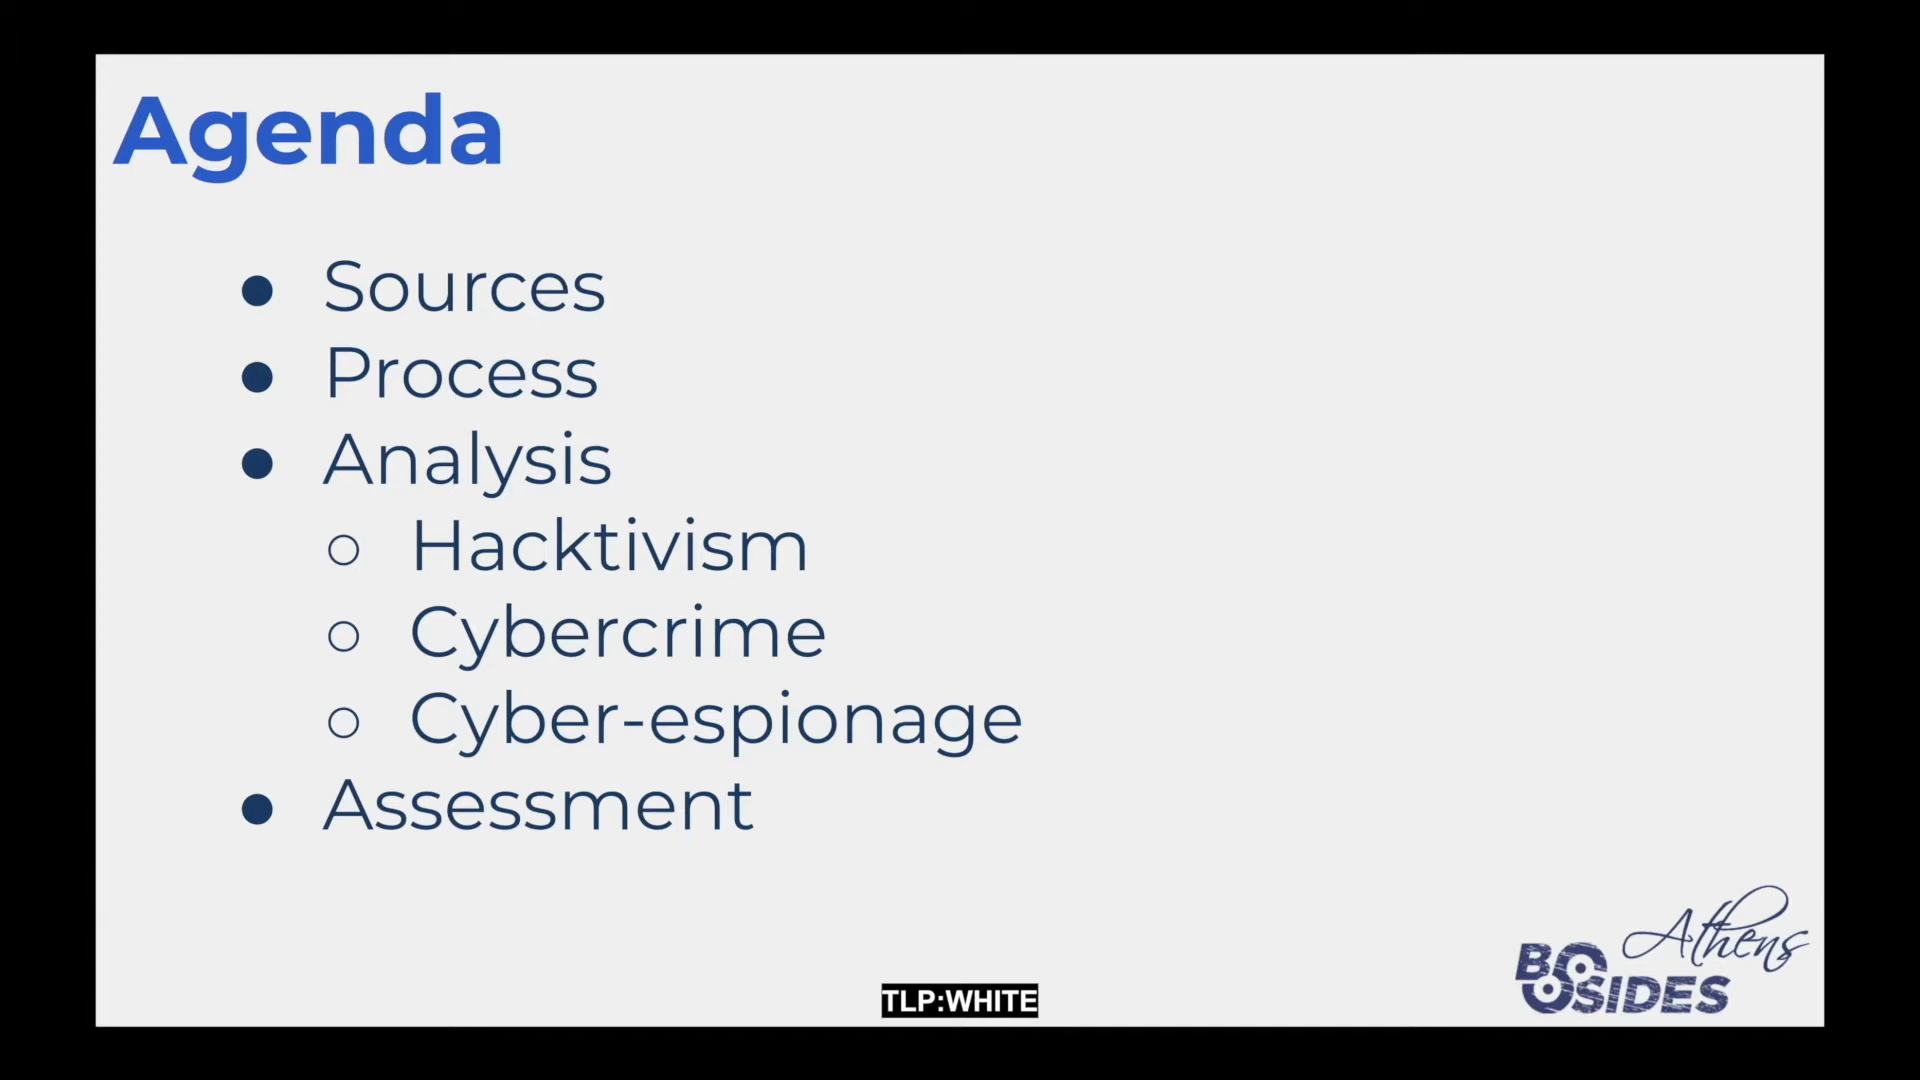 Agenda
● Sources
● Process
● Analysis
○ Hacktivism
○ Cybercrime
○ Cyber-espionage
● Assessment
Athens
BSIDES
TLP:WHITE